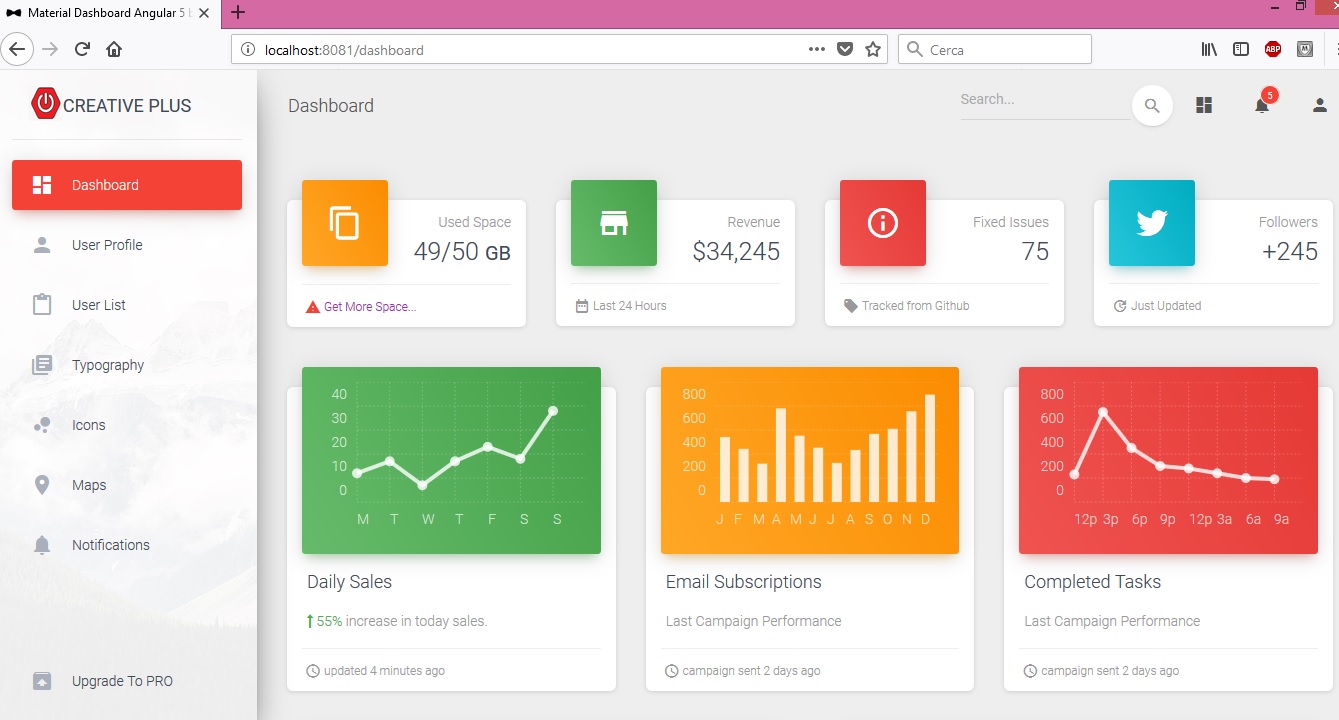 Material Dashboard Angular 5 b
localhost:8081/dashboard
Cerca
ABP
CREATIVE PLUS
Dashboard
User Profile
User List
Typography
Icons
Maps
Notifications
Upgrade To PRO
Dashboard
Search...
5
Used Space
49/50 GB
Get More Space...
Revenue
$34,245
Last 24 Hours
Fixed Issues
75
Tracked from Github
Followers
+245
Just Updated
40
30
20
10
0
M T W T F S S
Daily Sales
55% increase in today sales.
updated 4 minutes ago
800
600
400
200
0
J F M A M J J A S O N D
Email Subscriptions
Last Campaign Performance
campaign sent 2 days ago
800
600
400
200
0
12p 3p 6p 9p 12p 3a 6a 9a
Completed Tasks
Last Campaign Performance
campaign sent 2 days ago